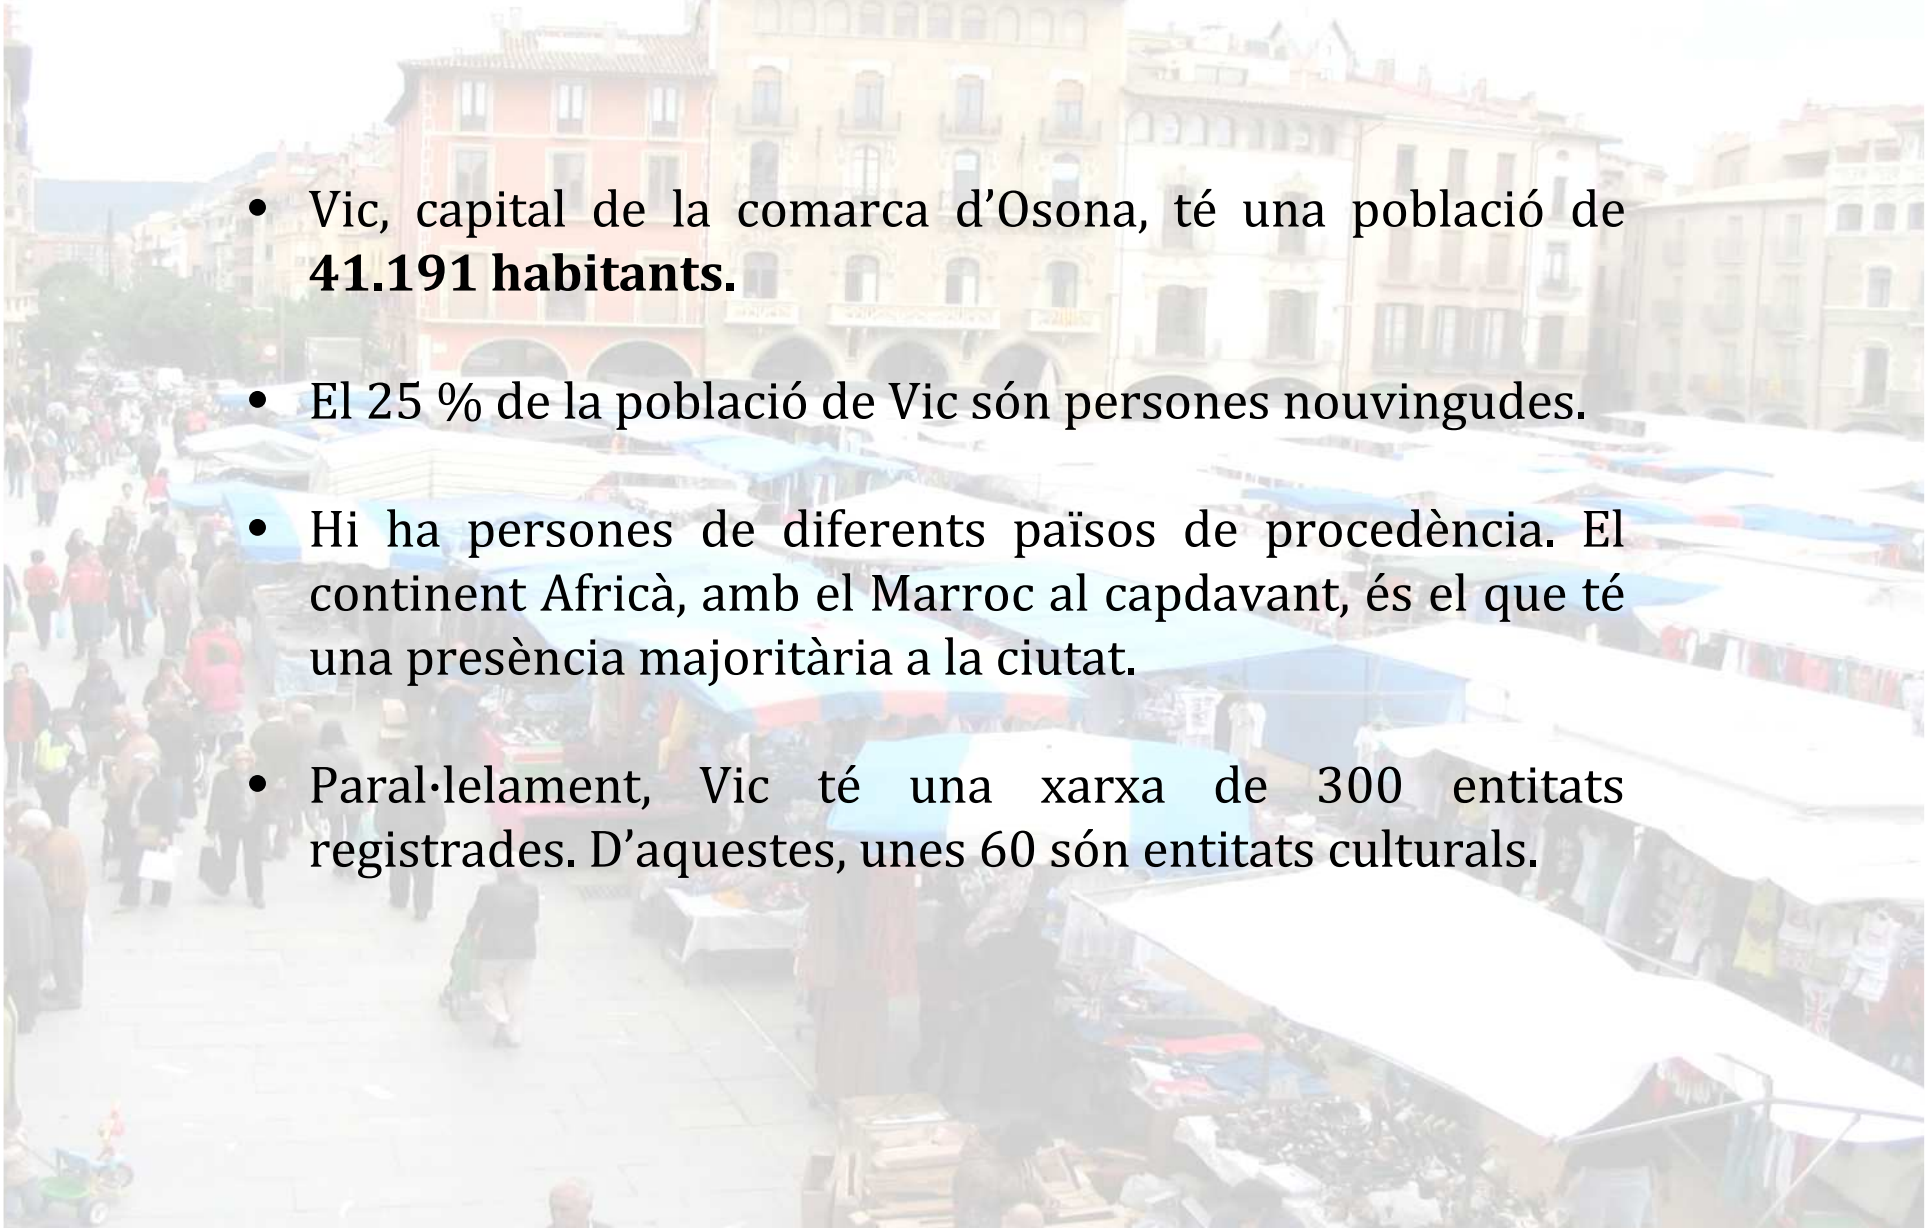 • Vic, capital de la comarca d’Osona, té una població de
41.191 habitants.
• El 25 % de la població de Vic són persones nouvingudes.
• Hi ha persones de diferents països de procedència. El
continent Africà, amb el Marroc al capdavant, és el que té
una presència majoritària a la ciutat.
• Paral·lelament, Vic té una xarxa de 300 entitats
registrades. D’aquestes, unes 60 són entitats culturals.